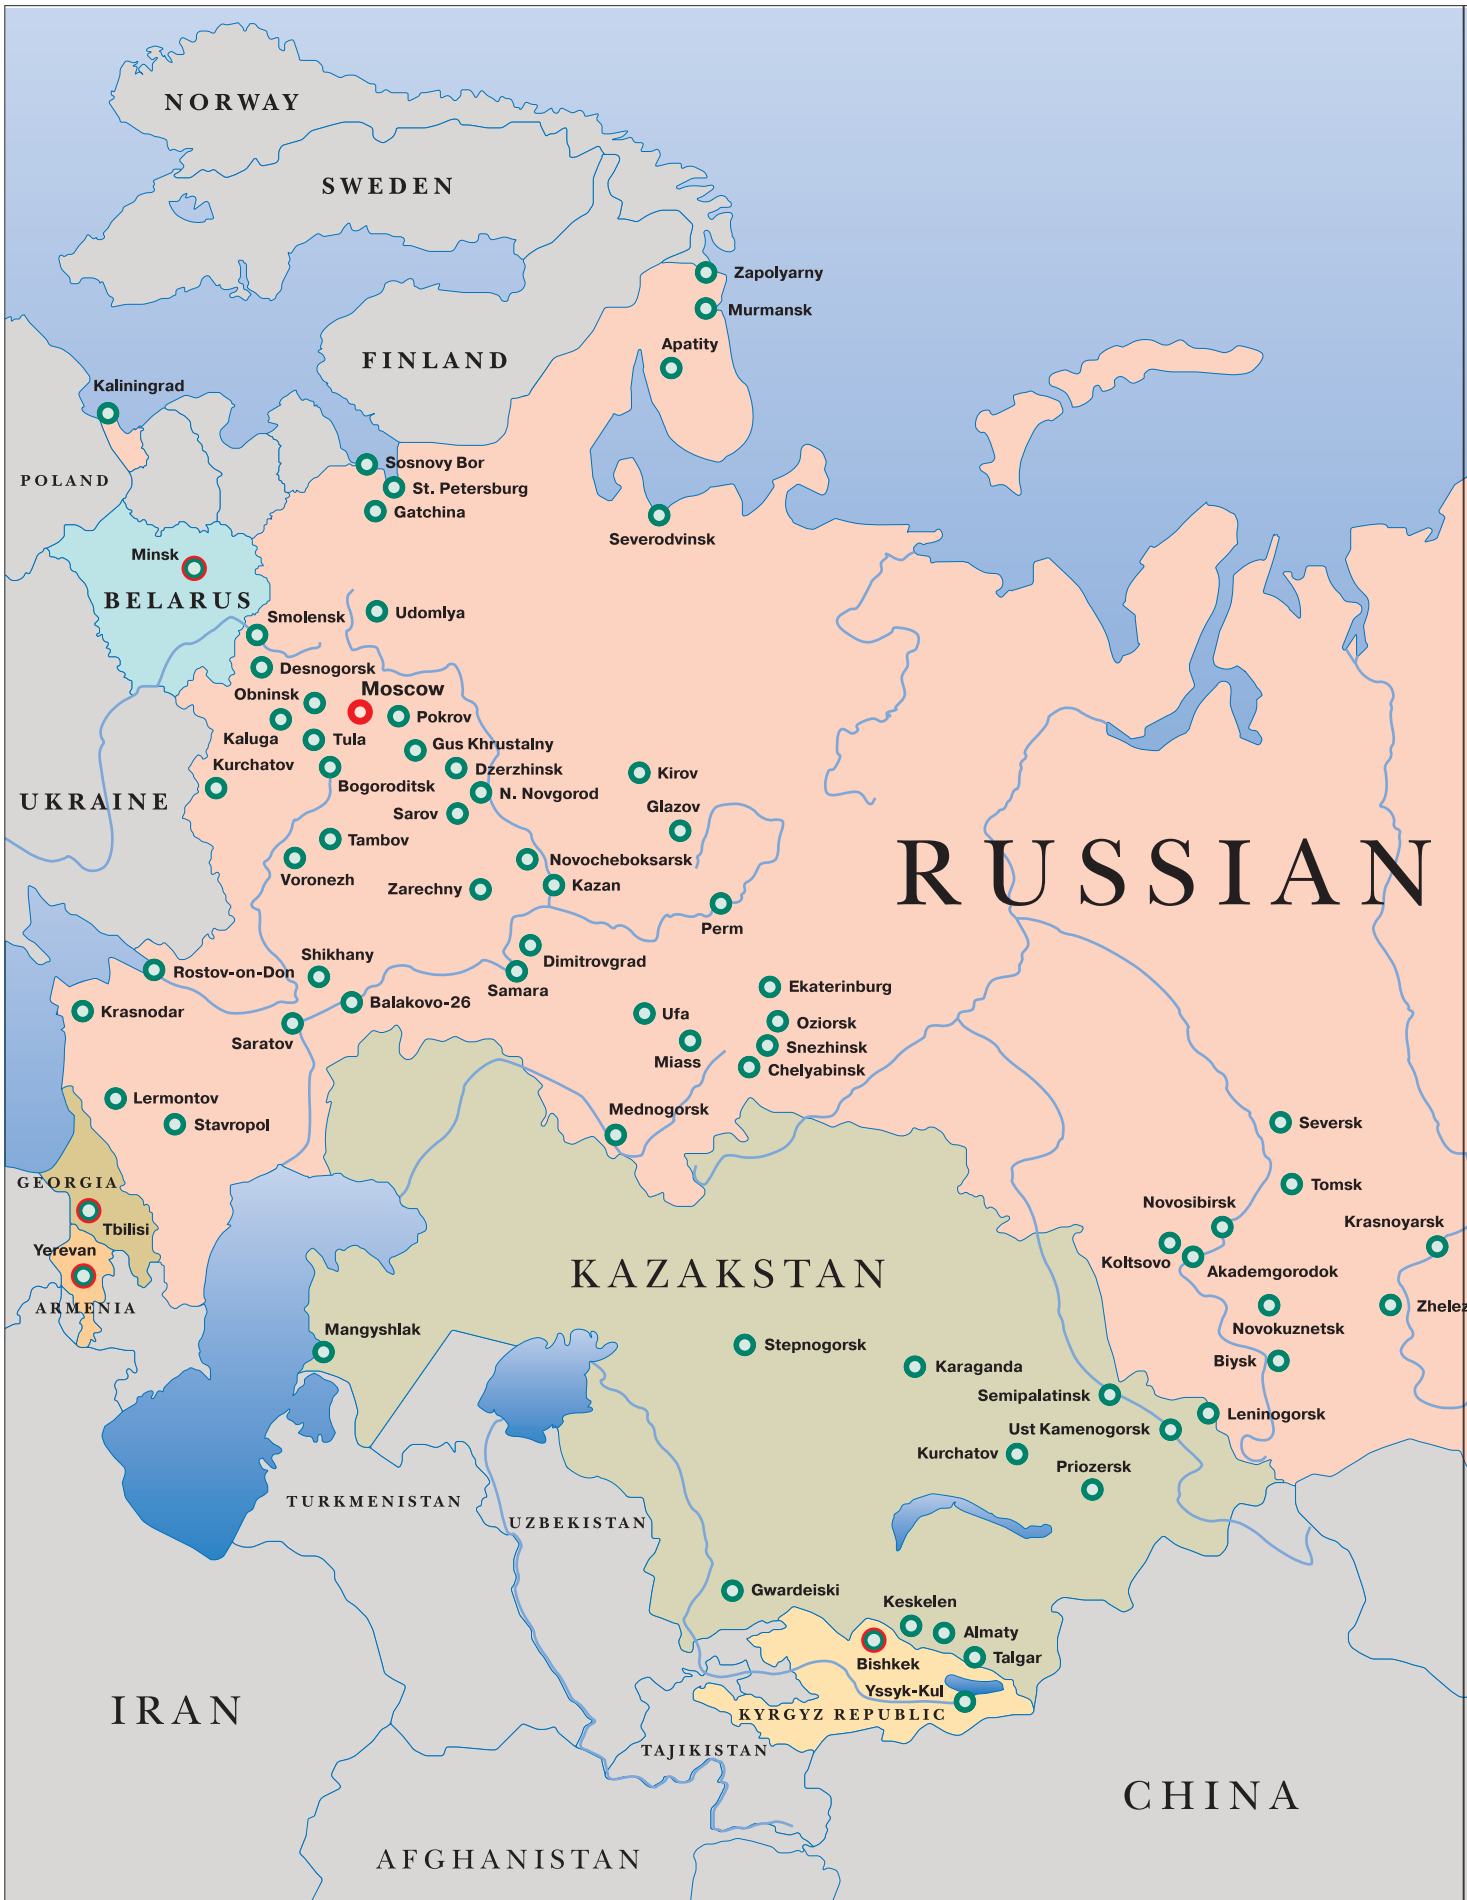 NORWAY
SWEDEN
Zapolyarny
Murmansk
Apatity
FINLAND
Kaliningrad
Sosnovy Bor
POLAND
St. Petersburg
Gatchina
Severodvinsk
Minsk
BELARUS
Udomlya
Smolensk
Desnogorsk
Obninsk
Moscow
Pokrov
Kaluga
Tula
Gus Khrustalny
Kurchatov
Dzerzhinsk
Kirov
Bogoroditsk
N. Novgorod
UKRAINE
Glazov
Sarov
Tambov
RUSSIAN
Novocheboksarsk
Voronezh
Zarechny
Kazan
Perm
Shikhany
Dimitrovgrad
Rostov-on-Don
Samara
Ekaterinburg
Balakovo-26
Krasnodar
Ufa
Oziorsk
Saratov
Snezhinsk
Miass
Chelyabinsk
Lermontov
Mednogorsk
Stavropol
Seversk
GEORGIA
Tomsk
Novosibirsk
Tbilisi
Krasnoyarsk
Yerevan
Koltsovo
Akademgorodok
KAZAKSTAN
ARMENIA
Zhelez
Mangyshlak
Novokuznetsk
Stepnogorsk
Biysk
Karaganda
Semipalatinsk
Leninogorsk
Ust Kamenogorsk
Kurchatov
Priozersk
TURKMENISTAN
UZBEKISTAN
Gwardeiski
Keskelen
Almaty
Talgar
Bishkek
Yssyk-Kul
IRAN
KYRGYZ REPUBLIC
TAJIKISTAN
CHINA
AFGHANISTAN